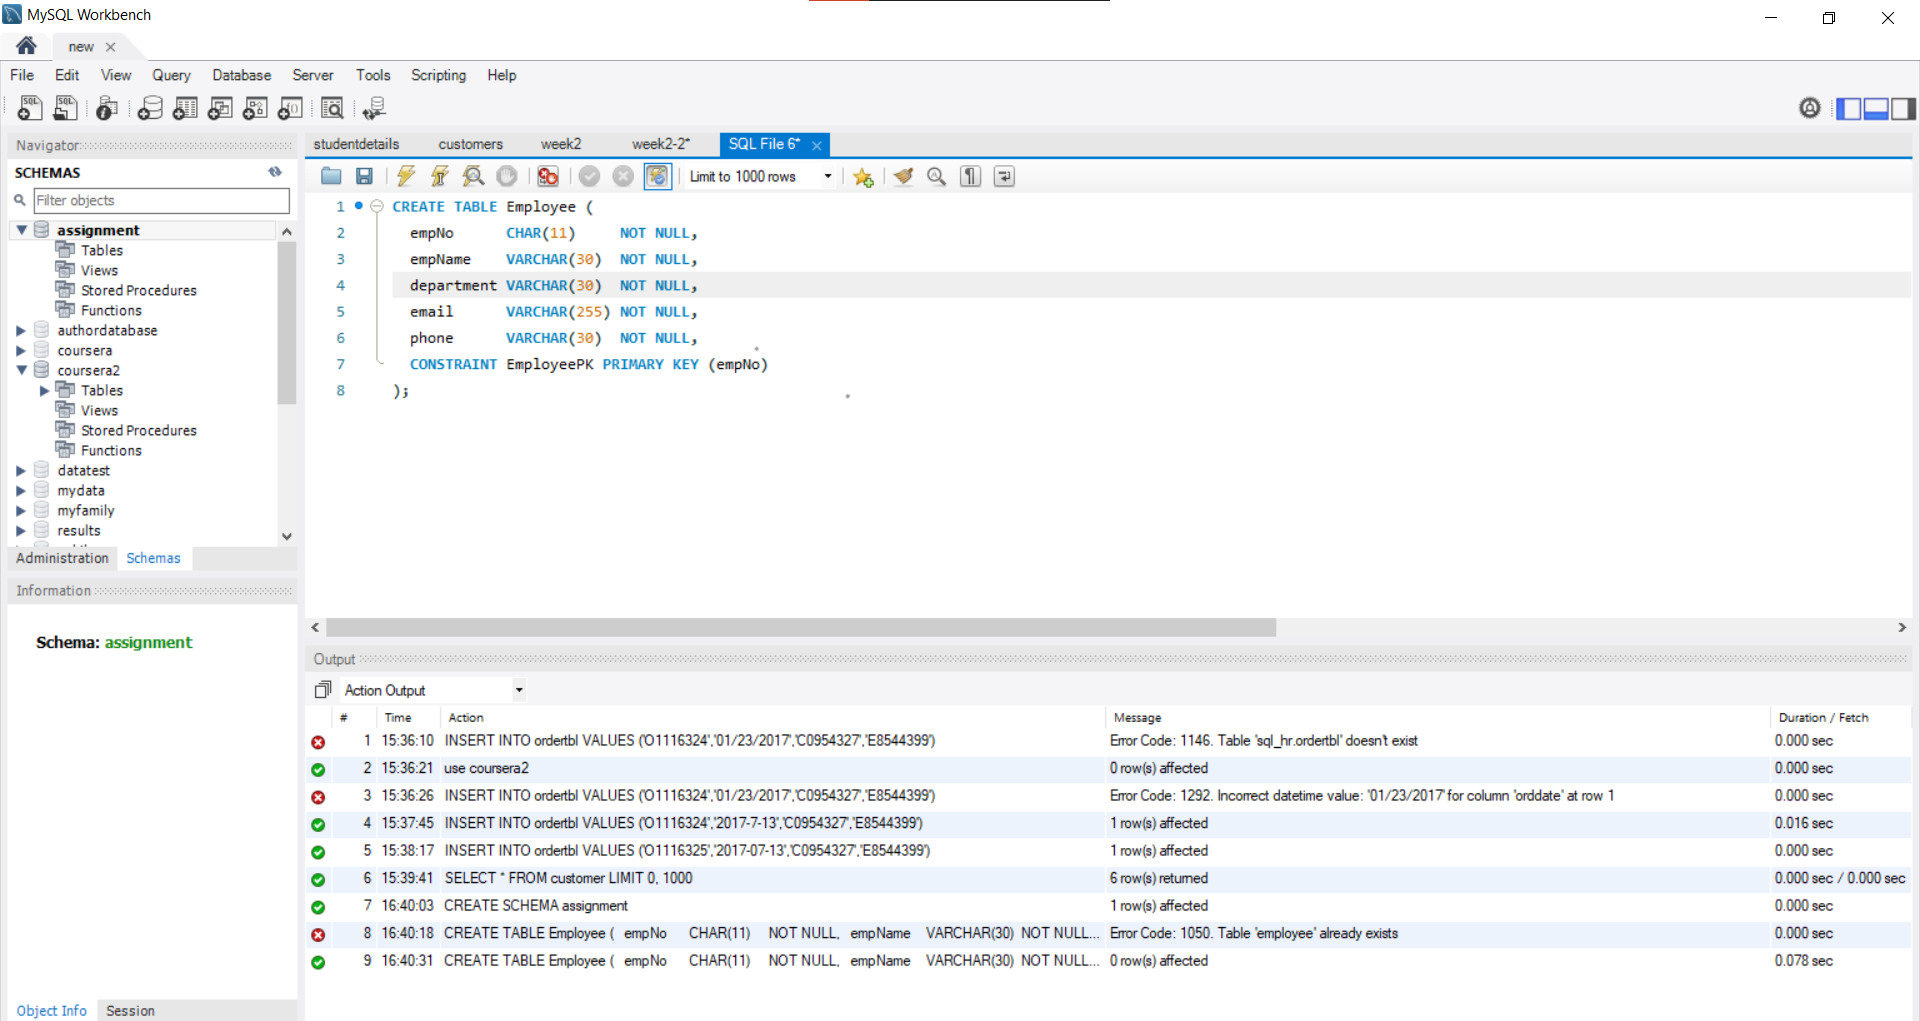 MySQL Workbench
new
File Edit View Query Database Server Tools Scripting Help
Navigator
SCHEMAS
Filter objects
assignment
Tables
Views
Stored Procedures
Functions
authordatabase
coursera
coursera2
Tables
Views
Stored Procedures
Functions
datatest
mydata
myfamily
results
Administration Schemas
Information
Schema: assignment
Object Info Session
studentdetails customers week2 week2-2* SQL File 6*
Limit to 1000 rows
1 CREATE TABLE Employee (
2 empNo CHAR(11) NOT NULL,
3 empName VARCHAR(30) NOT NULL,
4 department VARCHAR(30) NOT NULL,
5 email VARCHAR(255) NOT NULL,
6 phone VARCHAR(30) NOT NULL,
7 CONSTRAINT EmployeePK PRIMARY KEY (empNo)
8 );
Output
Action Output
# Time Action Message Duration / Fetch
1 15:36:10 INSERT INTO ordertbl VALUES ('O1116324','01/23/2017','C0954327','E8544399') Error Code: 1146. Table 'sql_hr.ordertbl' doesn't exist 0.000 sec
2 15:36:21 use coursera2 0 row(s) affected 0.000 sec
3 15:36:26 INSERT INTO ordertbl VALUES ('O1116324','01/23/2017','C0954327','E8544399') Error Code: 1292. Incorrect datetime value: '01/23/2017' for column 'orddate' at row 1 0.000 sec
4 15:37:45 INSERT INTO ordertbl VALUES ('O1116324','2017-7-13','C0954327','E8544399') 1 row(s) affected 0.016 sec
5 15:38:17 INSERT INTO ordertbl VALUES ('O1116325','2017-07-13','C0954327','E8544399') 1 row(s) affected 0.000 sec
6 15:39:41 SELECT * FROM customer LIMIT 0, 1000 6 row(s) returned 0.000 sec / 0.000 sec
7 16:40:03 CREATE SCHEMA assignment 1 row(s) affected 0.000 sec
8 16:40:18 CREATE TABLE Employee ( empNo CHAR(11) NOT NULL, empName VARCHAR(30) NOT NULL... Error Code: 1050. Table 'employee' already exists 0.000 sec
9 16:40:31 CREATE TABLE Employee ( empNo CHAR(11) NOT NULL, empName VARCHAR(30) NOT NULL... 0 row(s) affected 0.078 sec